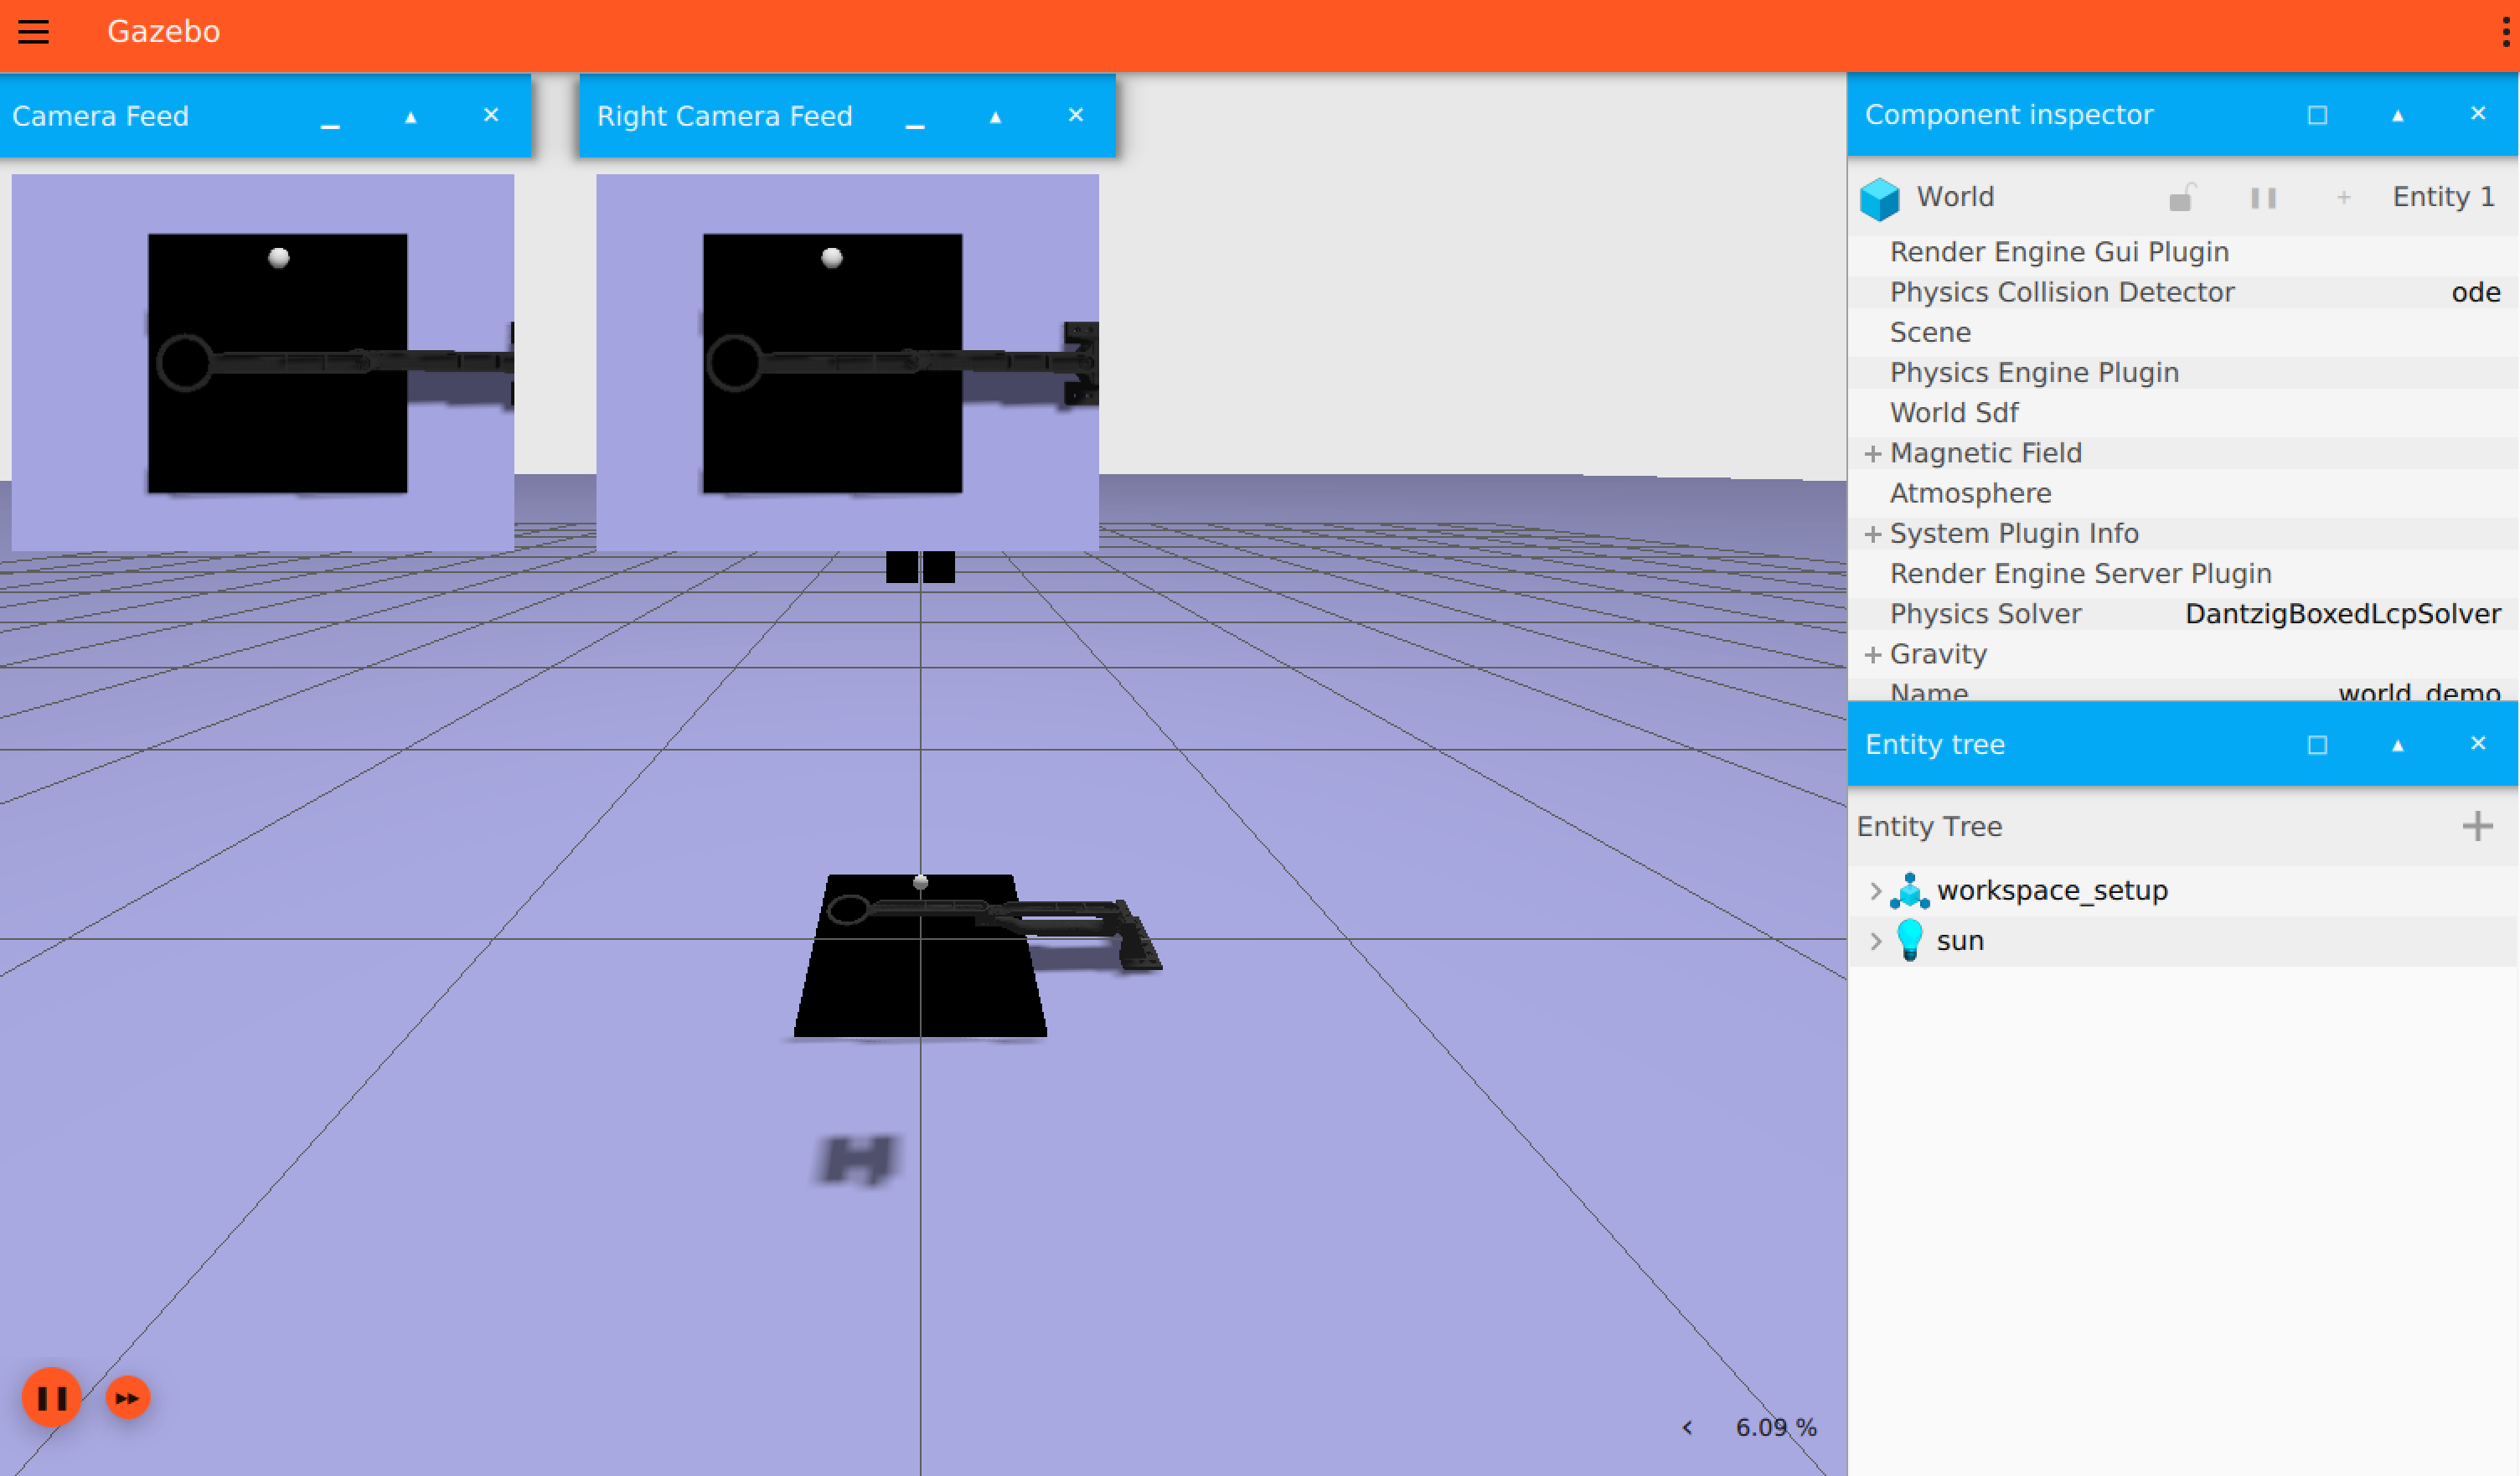 Gazebo
Camera Feed
Right Camera Feed
Component inspector
World Entity 1
Render Engine Gui Plugin
Physics Collision Detector ode
Scene
Physics Engine Plugin
World Sdf
Magnetic Field
Atmosphere
System Plugin Info
Render Engine Server Plugin
Physics Solver DantzigBoxedLcpSolver
Gravity
Name world_demo
Entity tree
Entity Tree
workspace_setup
sun
6.09 %